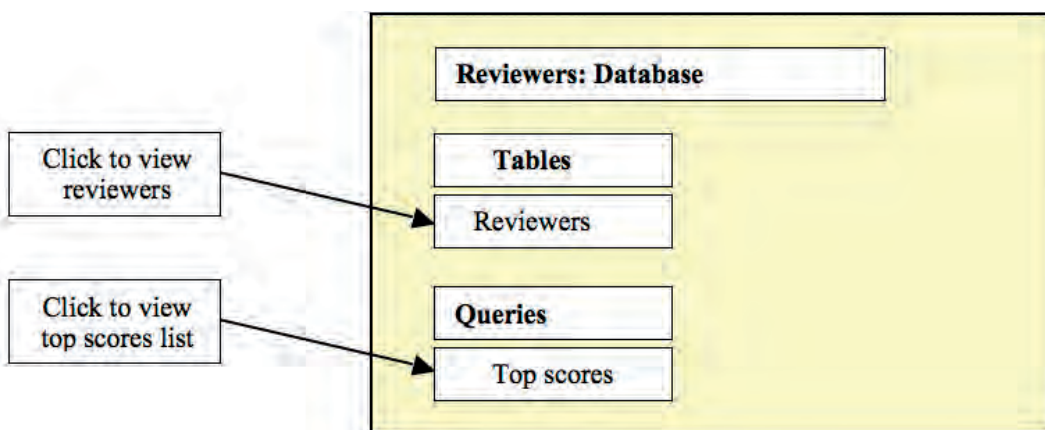 Reviewers: Database
Click to view
reviewers
Tables
Reviewers
Click to view
top scores list
Queries
Top scores